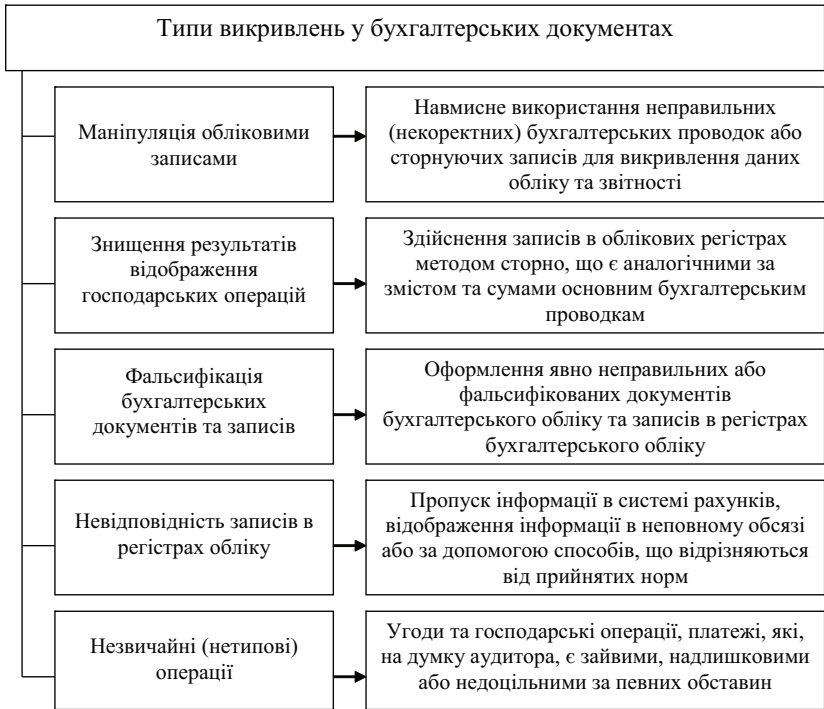 Типи викривлень у бухгалтерських документах
Маніпуляція обліковими
записами
Навмисне використання неправильних
(некоректних) бухгалтерських проводок або
сторнуючих записів для викривлення даних
обліку та звітності
Знищення результатів
відображення
господарських операцій
Здійснення записів в облікових регістрах
методом сторно, що є аналогічними за
змістом та сумами основним бухгалтерським
проводкам
Фальсифікація
бухгалтерських
документів та записів
Оформлення явно неправильних або
фальсифікованих документів
бухгалтерського обліку та записів в регістрах
бухгалтерського обліку
Невідповідність записів в
регістрах обліку
Пропуск інформації в системі рахунків,
відображення інформації в неповному обсязі
або за допомогою способів, що відрізняються
від прийнятих норм
Незвичайні (нетипові)
операції
Угоди та господарські операції, платежі, які,
на думку аудитора, є зайвими, надлишковими
або недоцільними за певних обставин